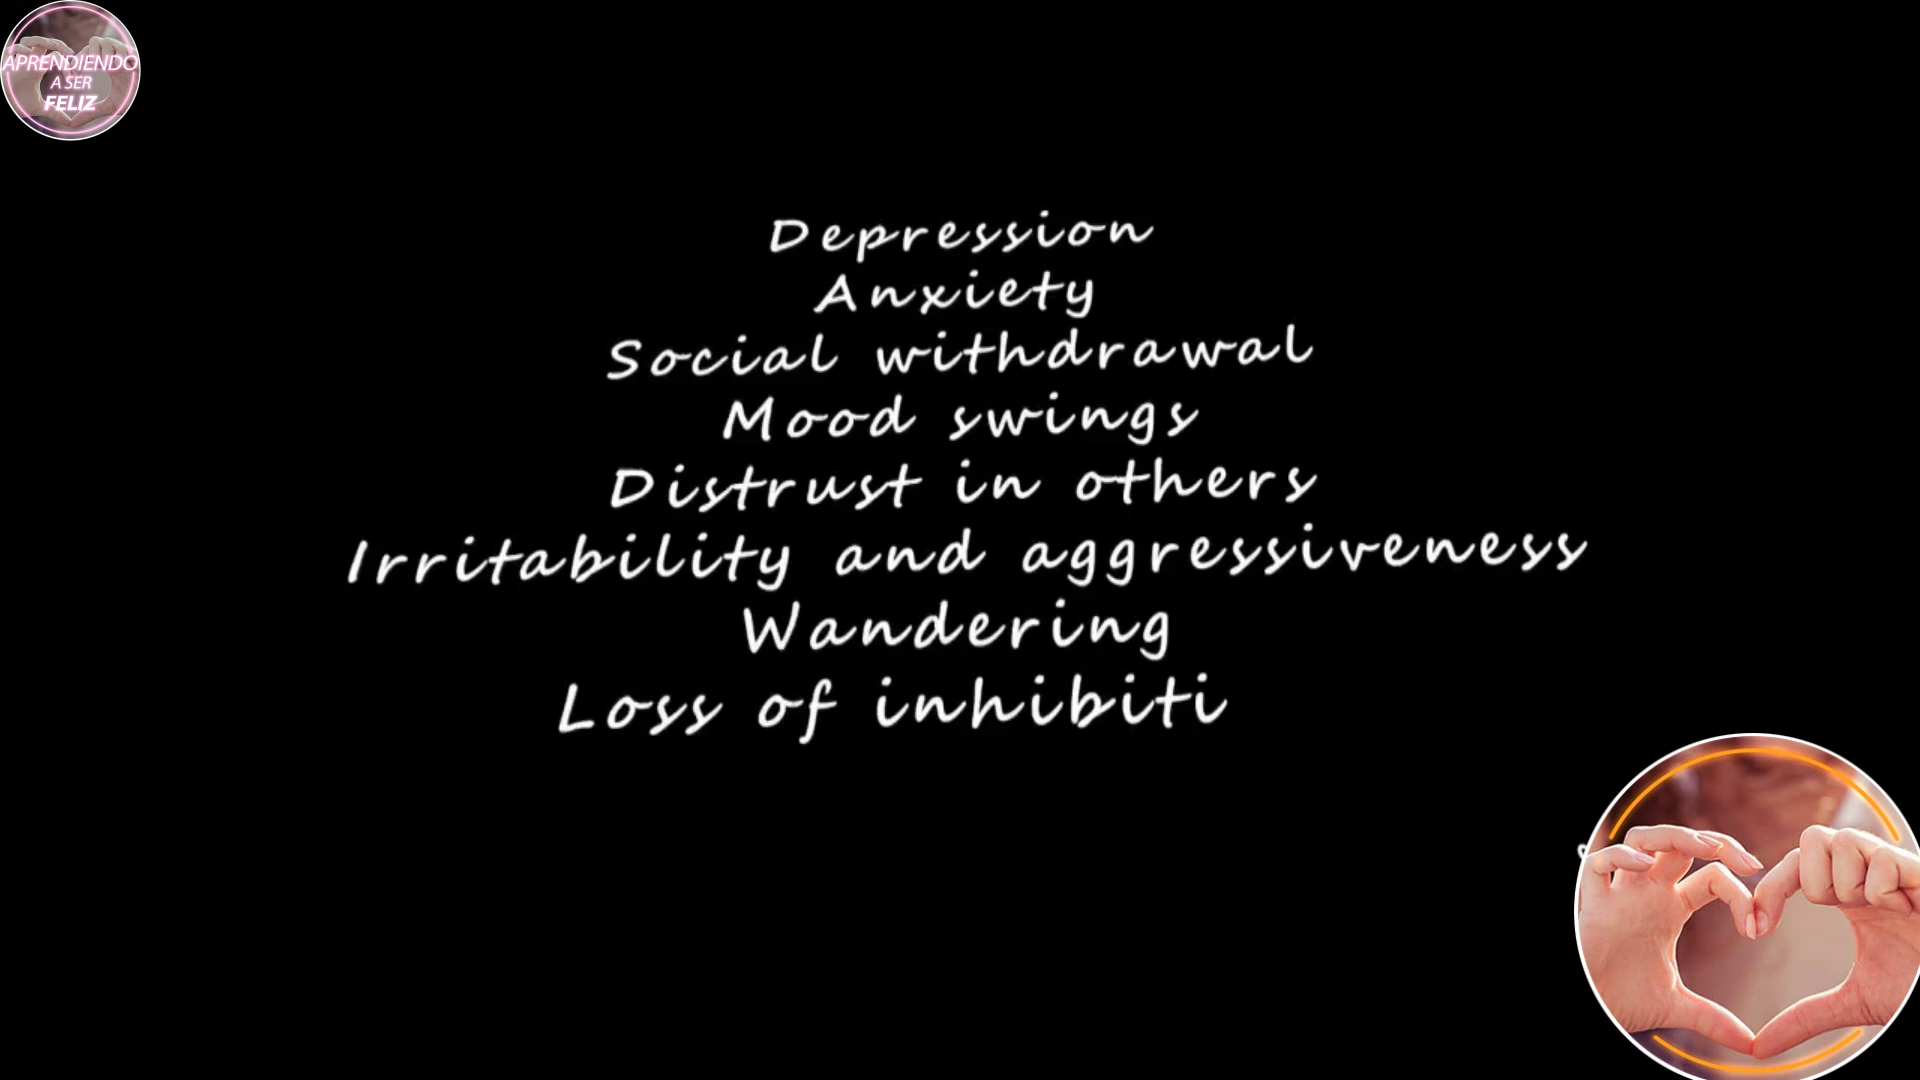 APRENDIENDO
A SER
FELIZ
Depression
Anxiety
Social withdrawal
Mood swings
Distrust in others
Irritability and aggressiveness
Wandering
Loss of inhibiti